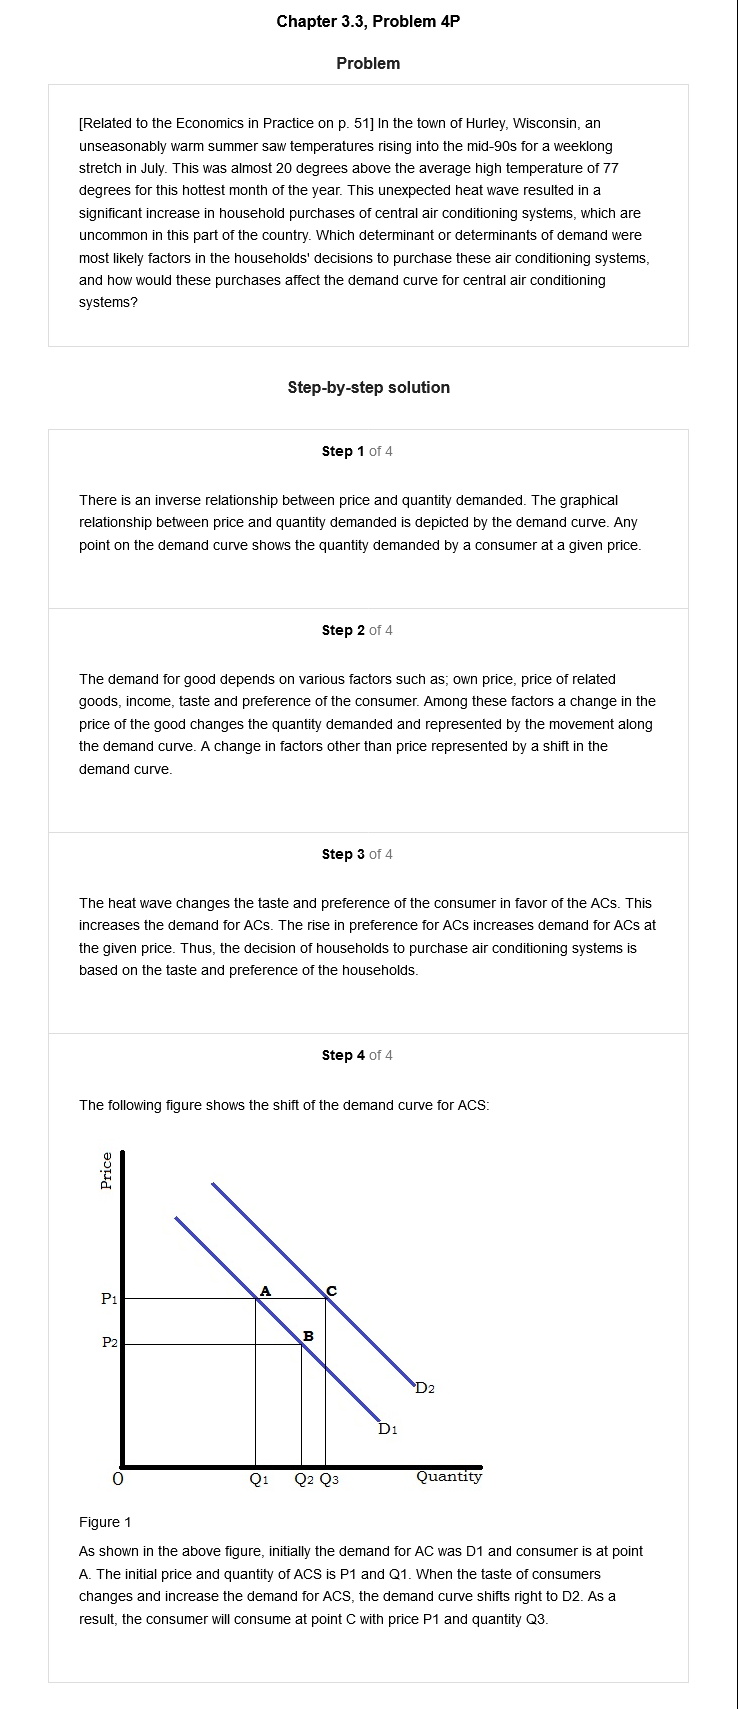 Chapter 3.3, Problem 4P
Problem
[Related to the Economics in Practice on p. 51] In the town of Hurley, Wisconsin, an
unseasonably warm summer saw temperatures rising into the mid-90s for a weeklong
stretch in July. This was almost 20 degrees above the average high temperature of 77
degrees for this hottest month of the year. This unexpected heat wave resulted in a
significant increase in household purchases of central air conditioning systems, which are
uncommon in this part of the country. Which determinant or determinants of demand were
most likely factors in the households' decisions to purchase these air conditioning systems,
and how would these purchases affect the demand curve for central air conditioning
systems?
Step-by-step solution
Step 1 of 4
There is an inverse relationship between price and quantity demanded. The graphical
relationship between price and quantity demanded is depicted by the demand curve. Any
point on the demand curve shows the quantity demanded by a consumer at a given price.
Step 2 of 4
The demand for good depends on various factors such as; own price, price of related
goods, income, taste and preference of the consumer. Among these factors a change in the
price of the good changes the quantity demanded and represented by the movement along
the demand curve. A change in factors other than price represented by a shift in the
demand curve.
Step 3 of 4
The heat wave changes the taste and preference of the consumer in favor of the ACs. This
increases the demand for ACs. The rise in preference for ACs increases demand for ACs at
the given price. Thus, the decision of households to purchase air conditioning systems is
based on the taste and preference of the households.
Step 4 of 4
The following figure shows the shift of the demand curve for ACS:
Price
P1
A
C
P2
B
D2
D1
O
Q1
Q2
Q3
Quantity
Figure 1
As shown in the above figure, initially the demand for AC was D1 and consumer is at point
A. The initial price and quantity of ACS is P1 and Q1. When the taste of consumers
changes and increase the demand for ACS, the demand curve shifts right to D2. As a
result, the consumer will consume at point C with price P1 and quantity Q3.